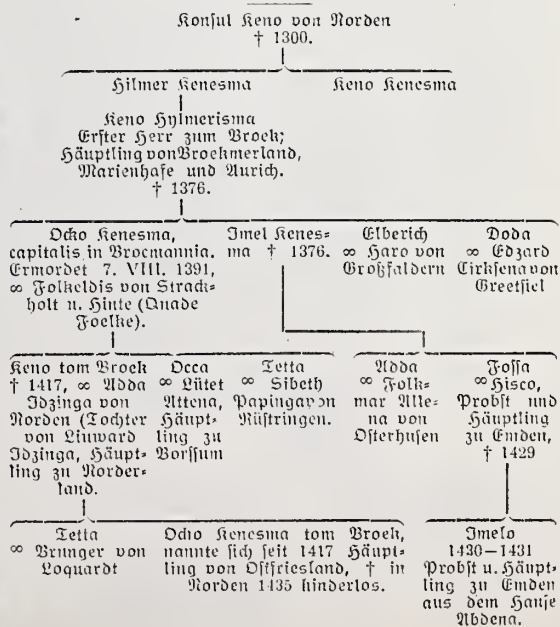 Konsul Keno von Norden
† 1300.
Hilmer Kenesma
Keno Kenesma
Keno Hylmerisma
Erster Herr zum Broek;
Häuptling von Brokmerland,
Marienhafe und Aurich.
† 1376.
Ocko Kenesma,
capitalis in Brocmannia.
Ermordet 7. VIII. 1391,
∞ Folkeldis von Strack-
holt u. Hinte (Quade
Foelke).
Imel Kenes-
ma † 1376.
Elberich
∞ Haro von
Großfaldern
Doda
∞ Edzard
Cirksena von
Greetsiel
Keno tom Broek
† 1417, ∞ Adda
Idzinga von
Norden (Tochter
von Liuward
Idzinga, Häupt-
ling zu Norder-
land.
Occa
∞ Lütet
Attena,
Häupt-
ling zu
Borssum
Tetta
∞ Sibeth
Papinga von
Rüstringen.
Adda
∞ Folk-
mar Alle-
na von
Osterhusen
Fossa
∞ Hisco,
Probst und
Häuptling
zu Emden,
† 1429
Tetta
∞ Brunger von
Loquardt
Ocko Kenesma tom Broek,
nannte sich seit 1417 Häupt-
ling von Ostfriesland, † in
Norden 1435 kinderlos.
Imelo
1430—1431
Probst u. Häupt-
ling zu Emden
aus dem Hause
Abdena.